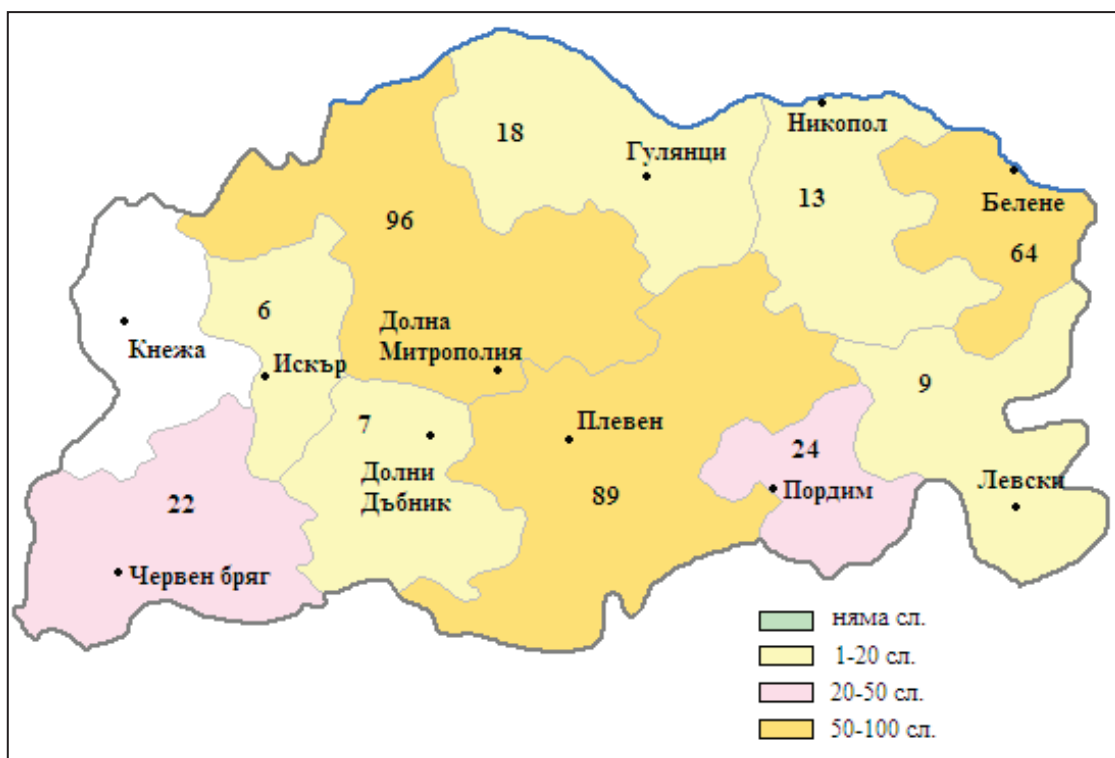 18
Гулянци
Никопол
13
Белене
64
96
6
Кнежа
Искър
Долна
Митрополия
9
7
Долни
Дъбник
Плевен
89
24
Пордим
Левски
22
Червен бряг
няма сл.
1-20 сл.
20-50 сл.
50-100 сл.